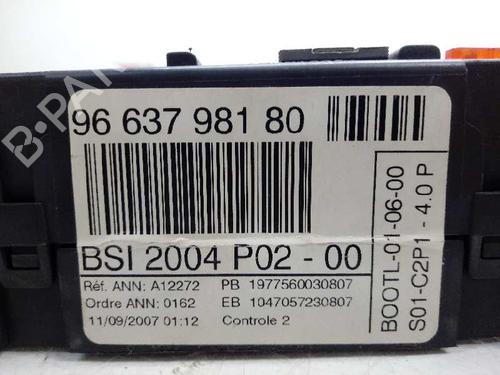 96 637 981 80
BSI 2004 P02 - 00
Réf. ANN: A12272 PB 1977560030807
Ordre ANN: 0162 EB 1047057230807
11/09/2007 01:12 Controle 2
BOOTL-01-06-00
S01-C2P1 - 4.0 P
B-PARTS